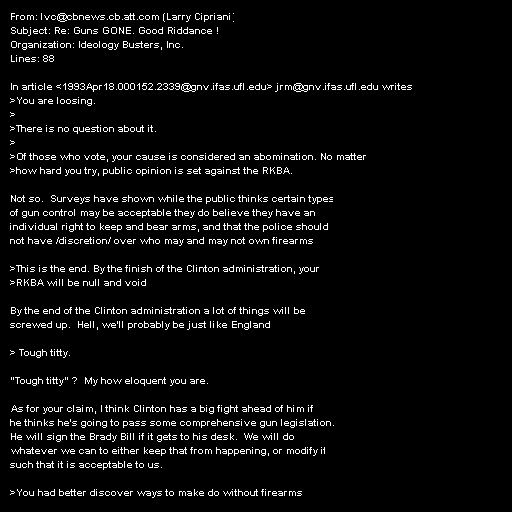 From: lvc@cbnews.cb.att.com (Larry Cipriani)
Subject: Re: Guns GONE. Good Riddance !
Organization: Ideology Busters, Inc.
Lines: 88

In article <1993Apr18.000152.2339@gnv.ifas.ufl.edu> jrm@gnv.ifas.ufl.edu writes
>You are loosing.
>
>There is no question about it.
>
>Of those who vote, your cause is considered an abomination. No matter
>how hard you try, public opinion is set against the RKBA.

Not so.  Surveys have shown while the public thinks certain types
of gun control may be acceptable they do believe they have an
individual right to keep and bear arms, and that the police should
not have /discretion/ over who may and may not own firearms

>This is the end. By the finish of the Clinton administration, your
>RKBA will be null and void

By the end of the Clinton administration a lot of things will be
screwed up.  Hell, we'll probably be just like England

> Tough titty.

"Tough titty" ?  My how eloquent you are.

As for your claim, I think Clinton has a big fight ahead of him if
he thinks he's going to pass some comprehensive gun legislation.
He will sign the Brady Bill if it gets to his desk.  We will do
whatever we can to either keep that from happening, or modify it
such that it is acceptable to us.

>You had better discover ways to make do without firearms